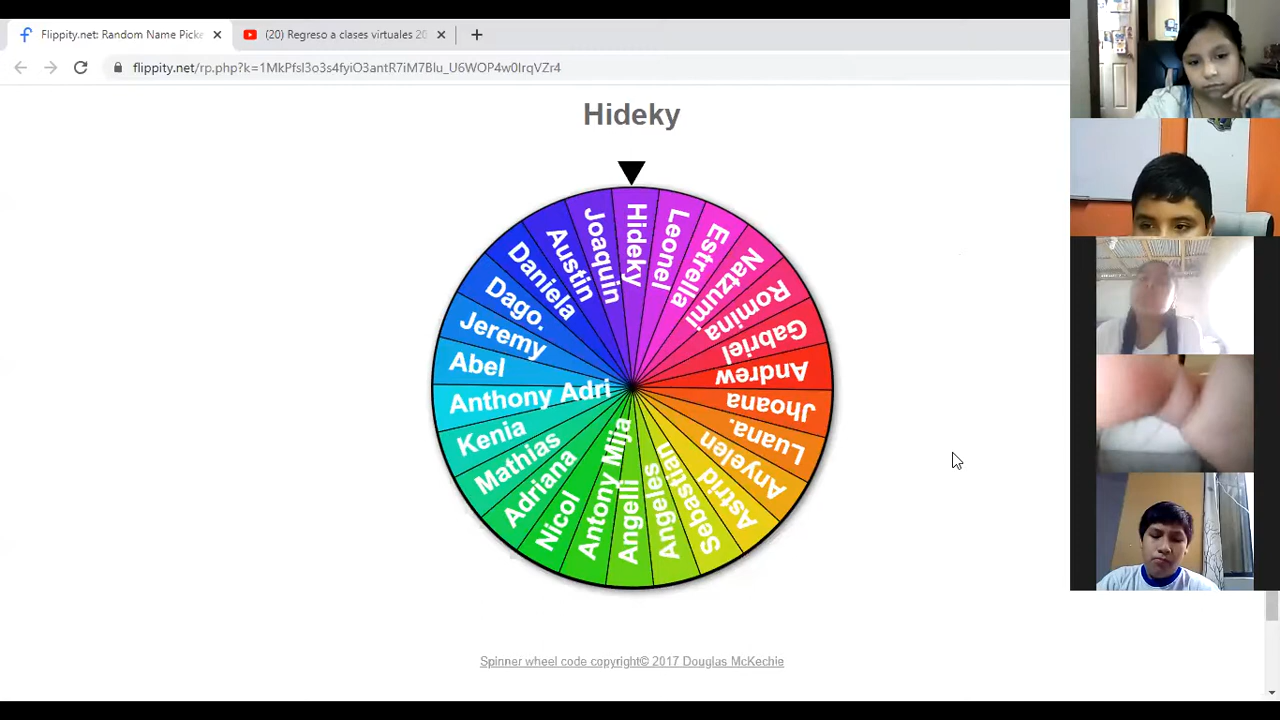 Flippity.net: Random Name Picke
(20) Regreso a clases virtuales 20
flippity.net/rp.php?k=1MkPfsl3o3s4fyiO3antR7iM7Blu_U6WOP4w0IrqVZr4
Hideky
Hideky
Leonel
Estrella
Natzumi.
Romina
Gabriel
Andrew
Jhoana
Luana.
Anyelen
Astrid
Sebastian
Angeles
Angelli
Antony Mija
Nicol
Adriana
Mathias
Kenia
Anthony Adri
Abel
Jeremy
Dago.
Daniela
Austin
Joaquin
Spinner wheel code copyright© 2017 Douglas McKechie